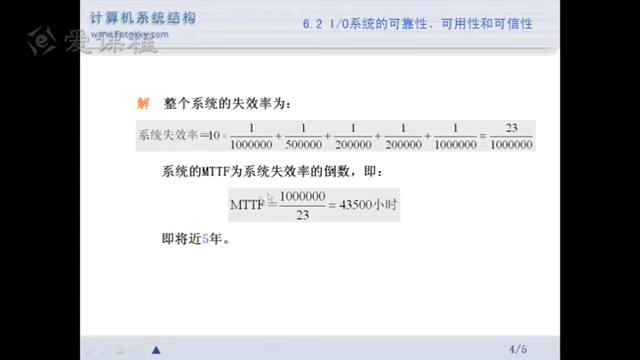 计算机系统结构
www.Fotosky.com
6.2 I/O系统的可靠性、可用性和可信性
爱课程
解 整个系统的失效率为:
系统失效率=10× 1/1000000 + 1/500000 + 1/200000 + 1/200000 + 1/1000000 = 23/1000000
系统的MTTF为系统失效率的倒数,即:
MTTF= 1000000/23 = 43500小时
即将近5年。
4/5